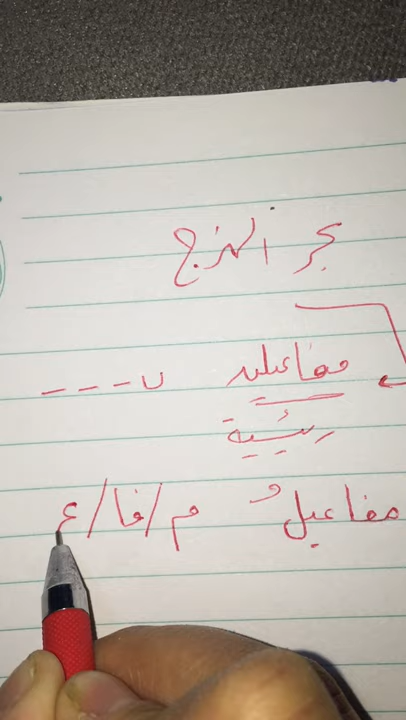 بحر الهزج
مفاعيلن ں - - -
رئيسية
مفاعيلُ م/فا/ع